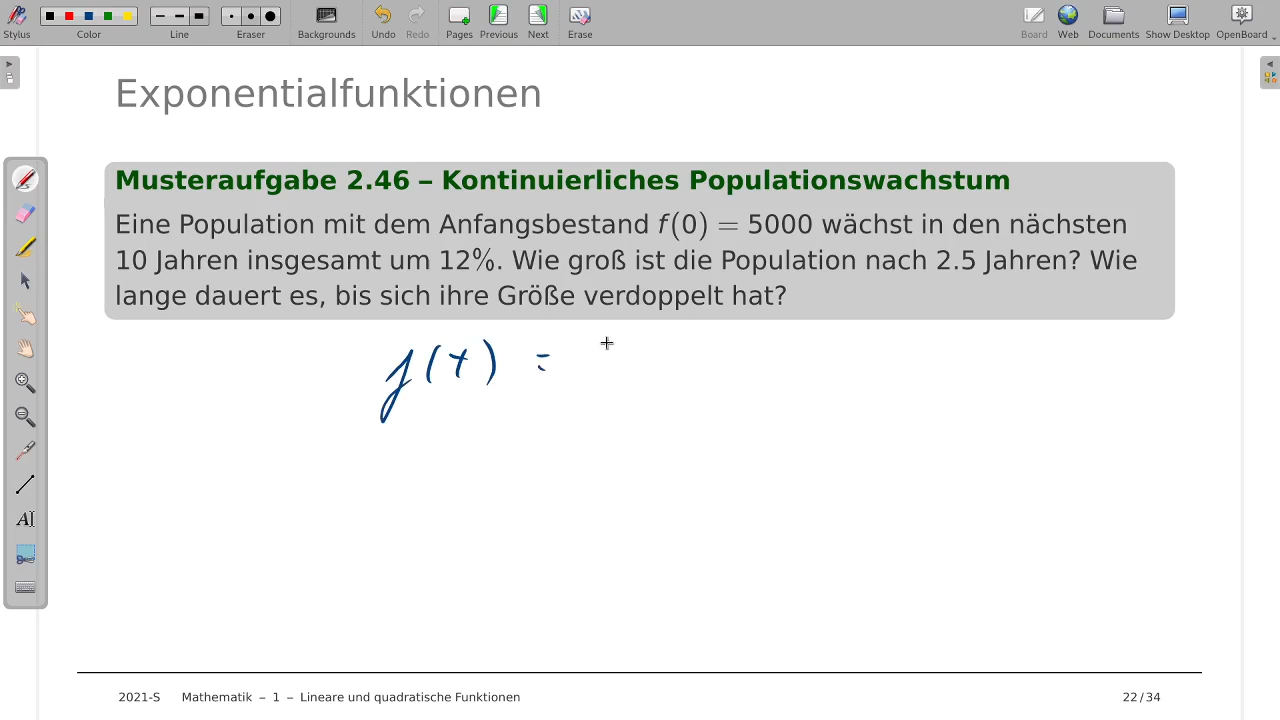 Stylus Color Line Eraser Backgrounds Undo Redo Pages Previous Next Erase Board Web Documents Show Desktop OpenBoard
Exponentialfunktionen
Musteraufgabe 2.46 – Kontinuierliches Populationswachstum
Eine Population mit dem Anfangsbestand f(0) = 5000 wächst in den nächsten
10 Jahren insgesamt um 12%. Wie groß ist die Population nach 2.5 Jahren? Wie
lange dauert es, bis sich ihre Größe verdoppelt hat?
f(t) =
AI
2021-S Mathematik – 1 – Lineare und quadratische Funktionen 22/34